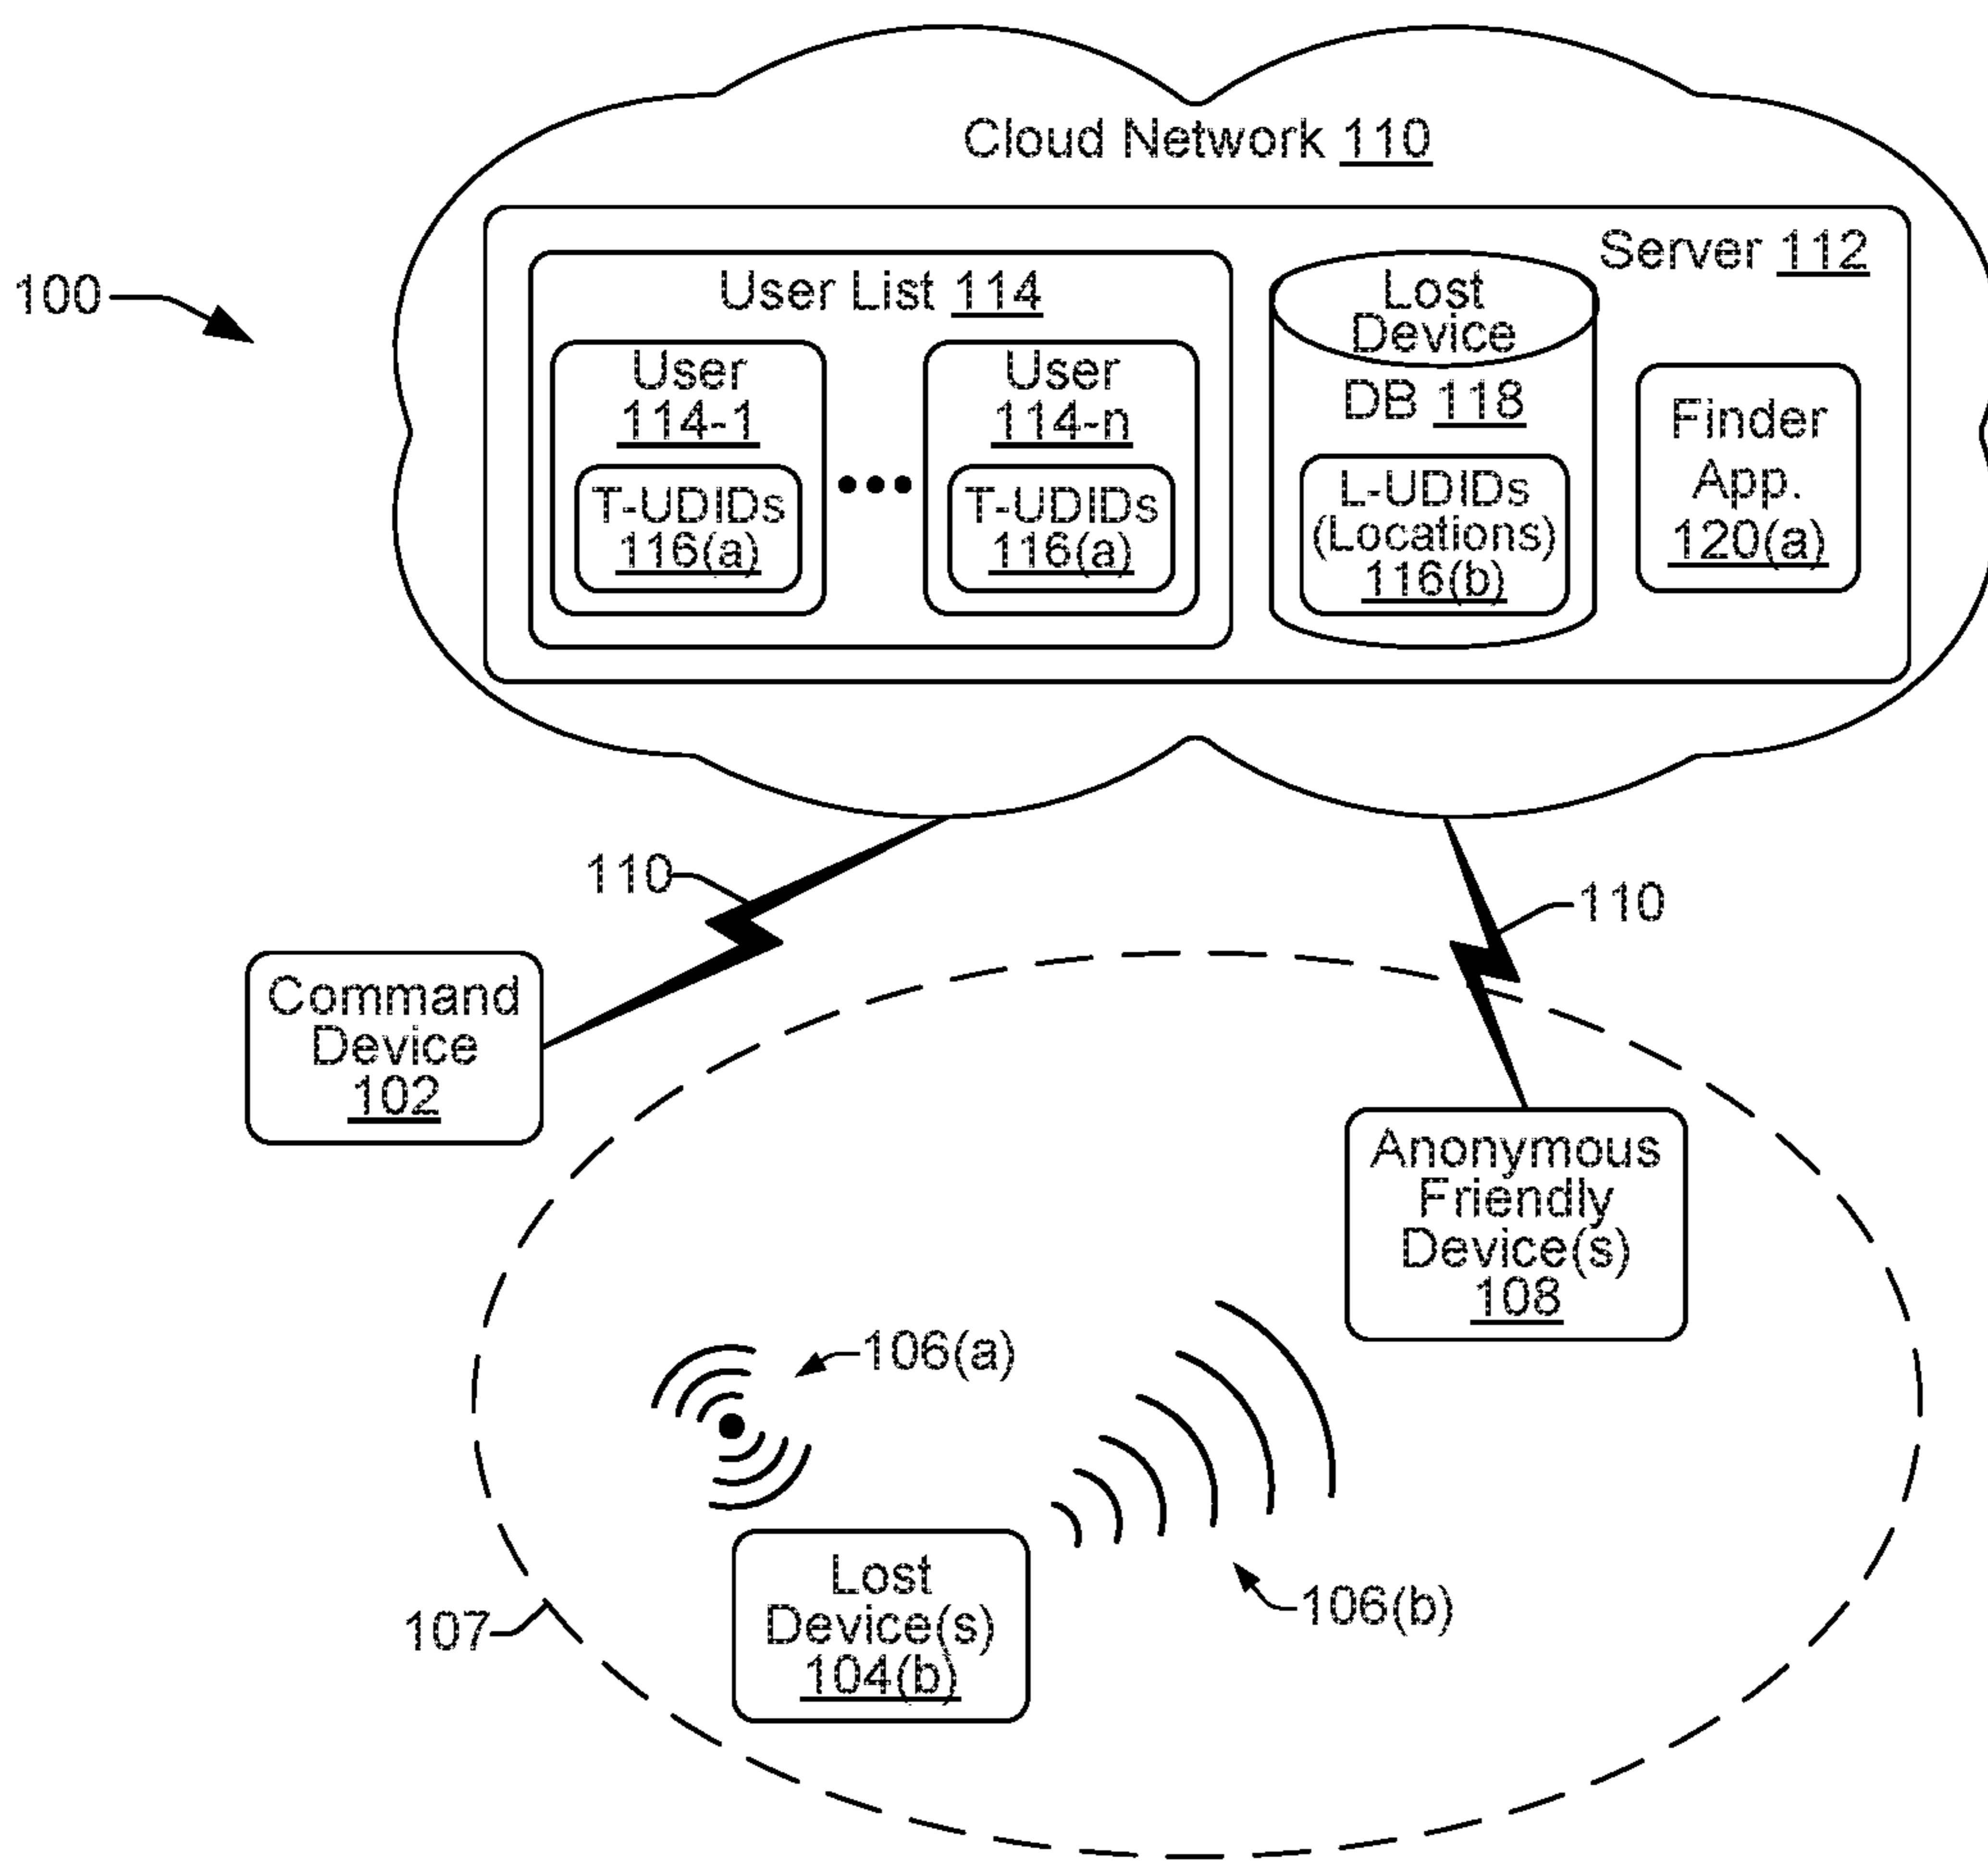 Cloud Network 110
100
Server 112
User List 114
User
114-1
T-UDIDs
116(a)
User
114-n
T-UDIDs
116(a)
Lost
Device
DB 118
L-UDIDs
(Locations)
116(b)
Finder
App.
120(a)
110
110
Command
Device
102
Anonymous
Friendly
Device(s)
108
106(a)
106(b)
Lost
Device(s)
104(b)
107